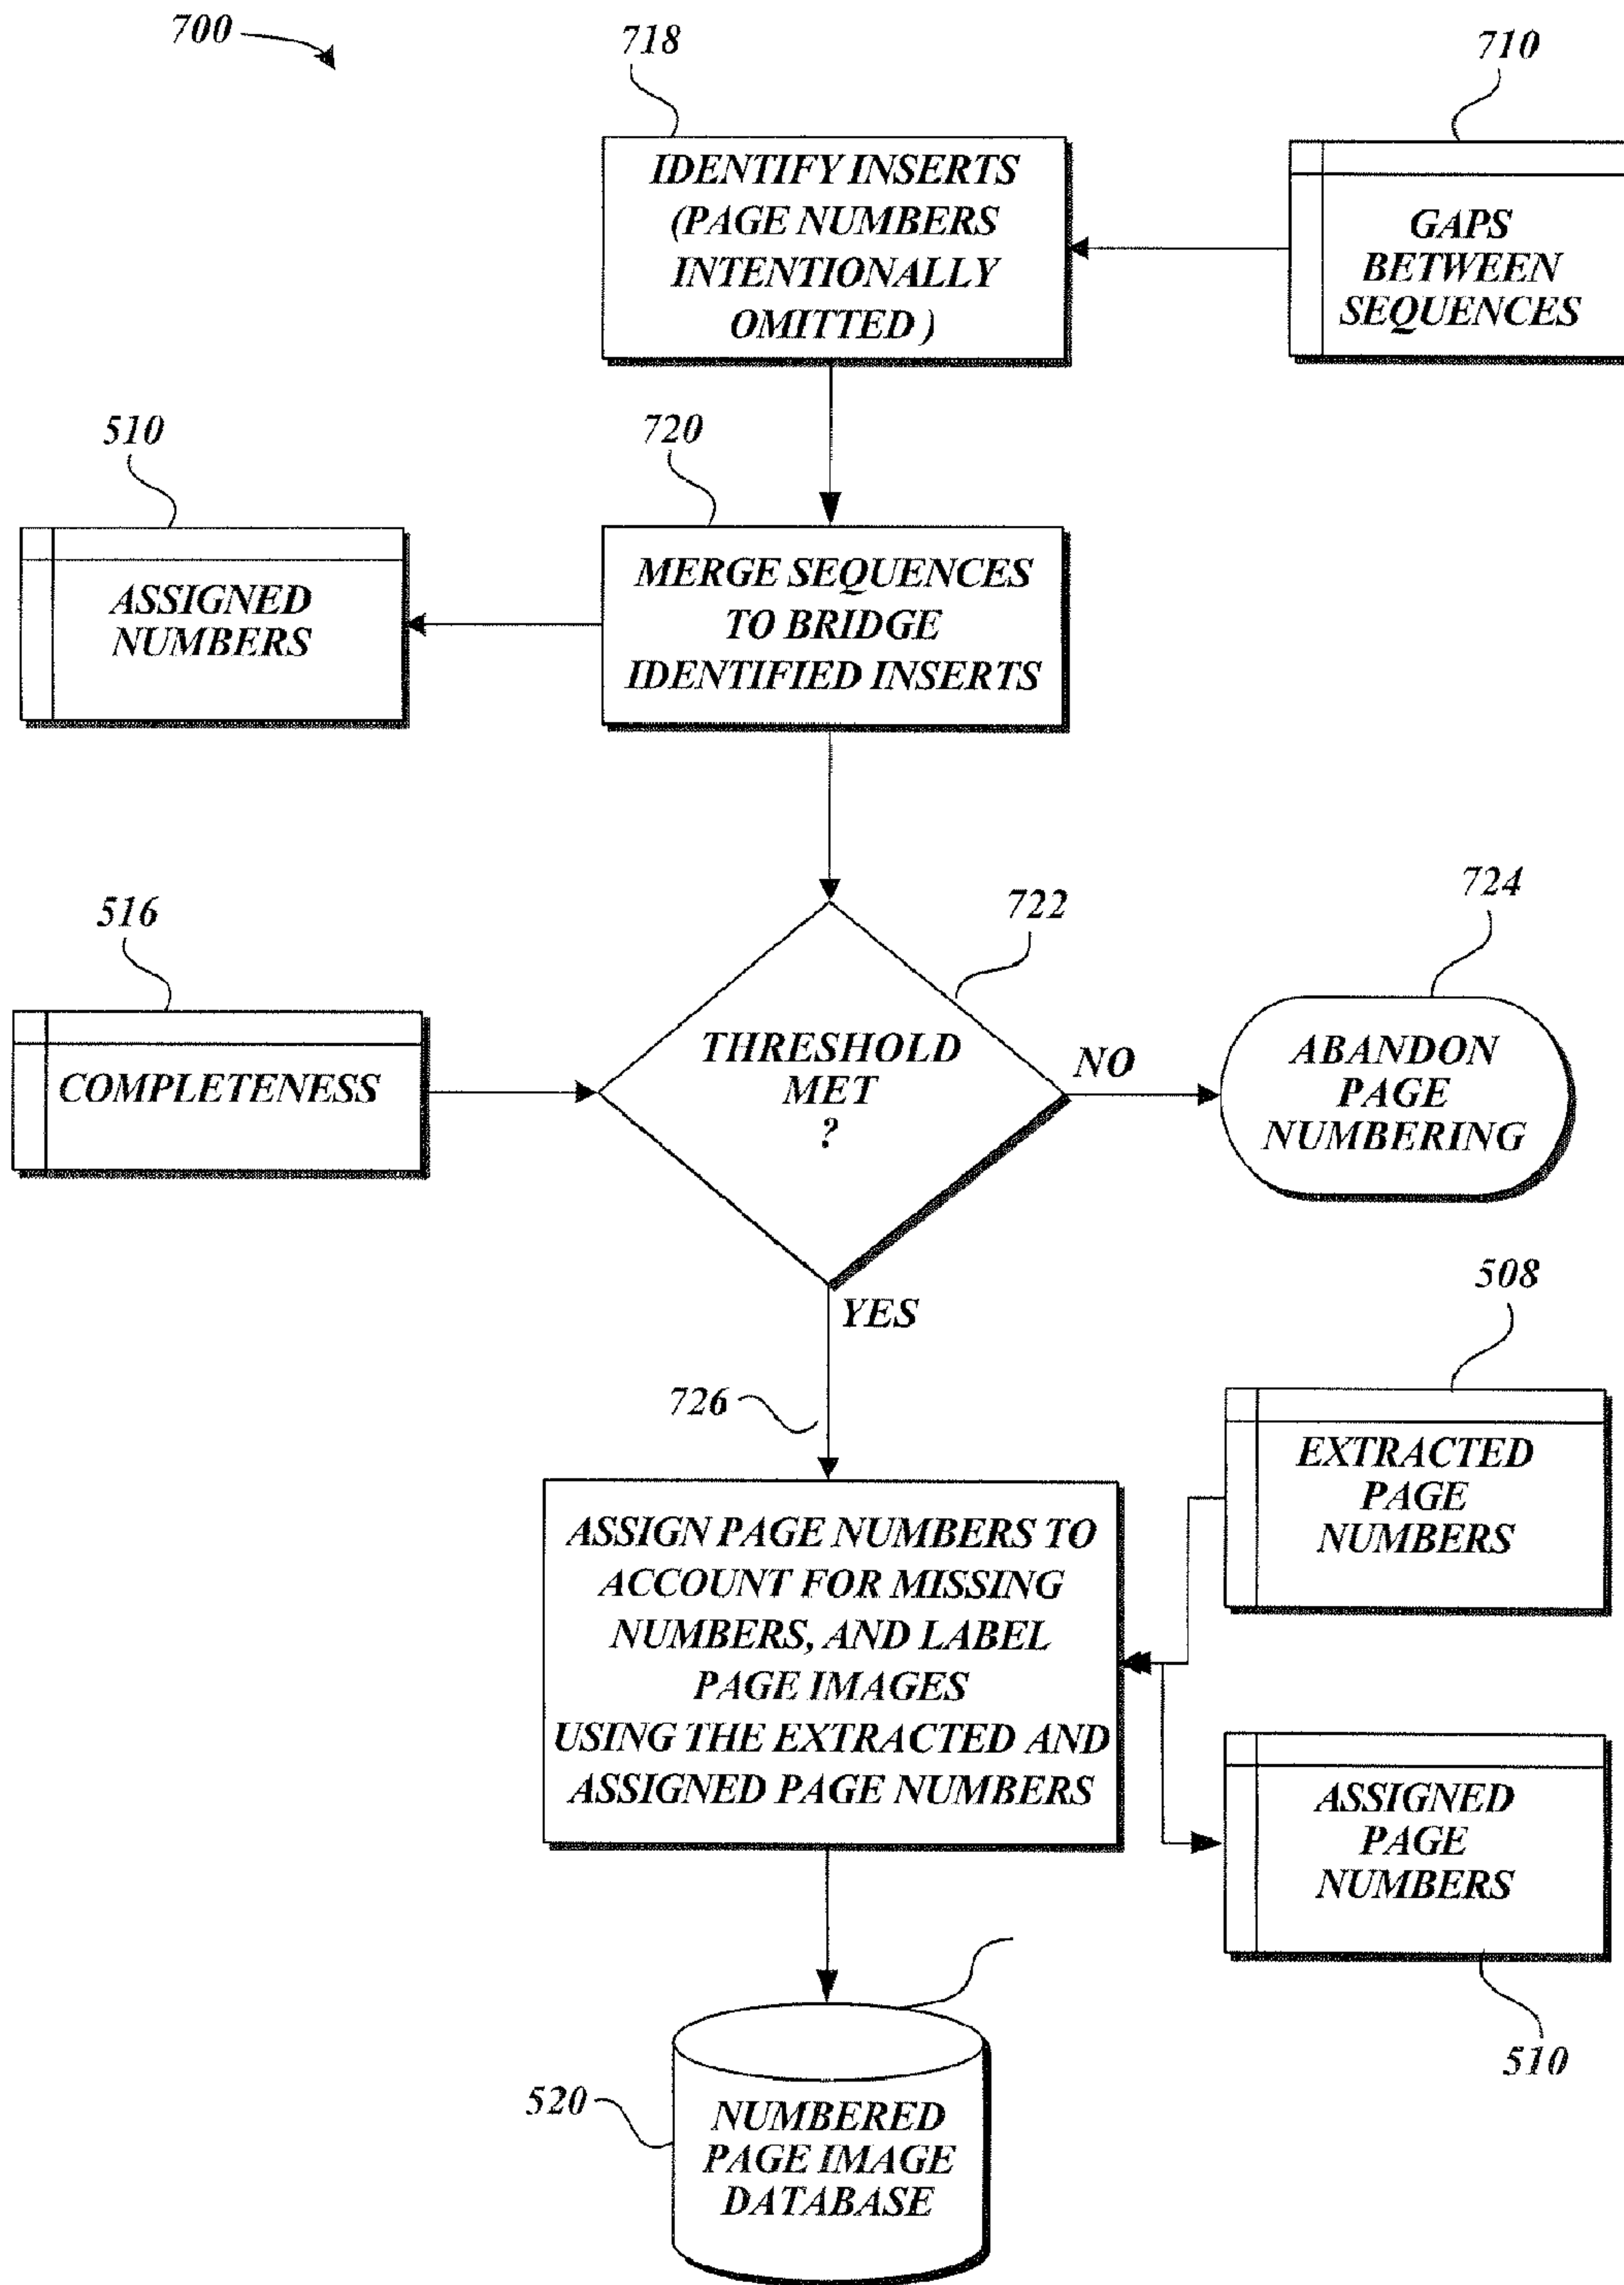 700
718
710
IDENTIFY INSERTS
(PAGE NUMBERS
INTENTIONALLY
OMITTED )
GAPS
BETWEEN
SEQUENCES
510
720
ASSIGNED
NUMBERS
MERGE SEQUENCES
TO BRIDGE
IDENTIFIED INSERTS
516
722
724
COMPLETENESS
THRESHOLD
MET
?
NO
ABANDON
PAGE
NUMBERING
YES
508
726
EXTRACTED
PAGE
NUMBERS
ASSIGN PAGE NUMBERS TO
ACCOUNT FOR MISSING
NUMBERS, AND LABEL
PAGE IMAGES
USING THE EXTRACTED AND
ASSIGNED PAGE NUMBERS
ASSIGNED
PAGE
NUMBERS
510
520
NUMBERED
PAGE IMAGE
DATABASE